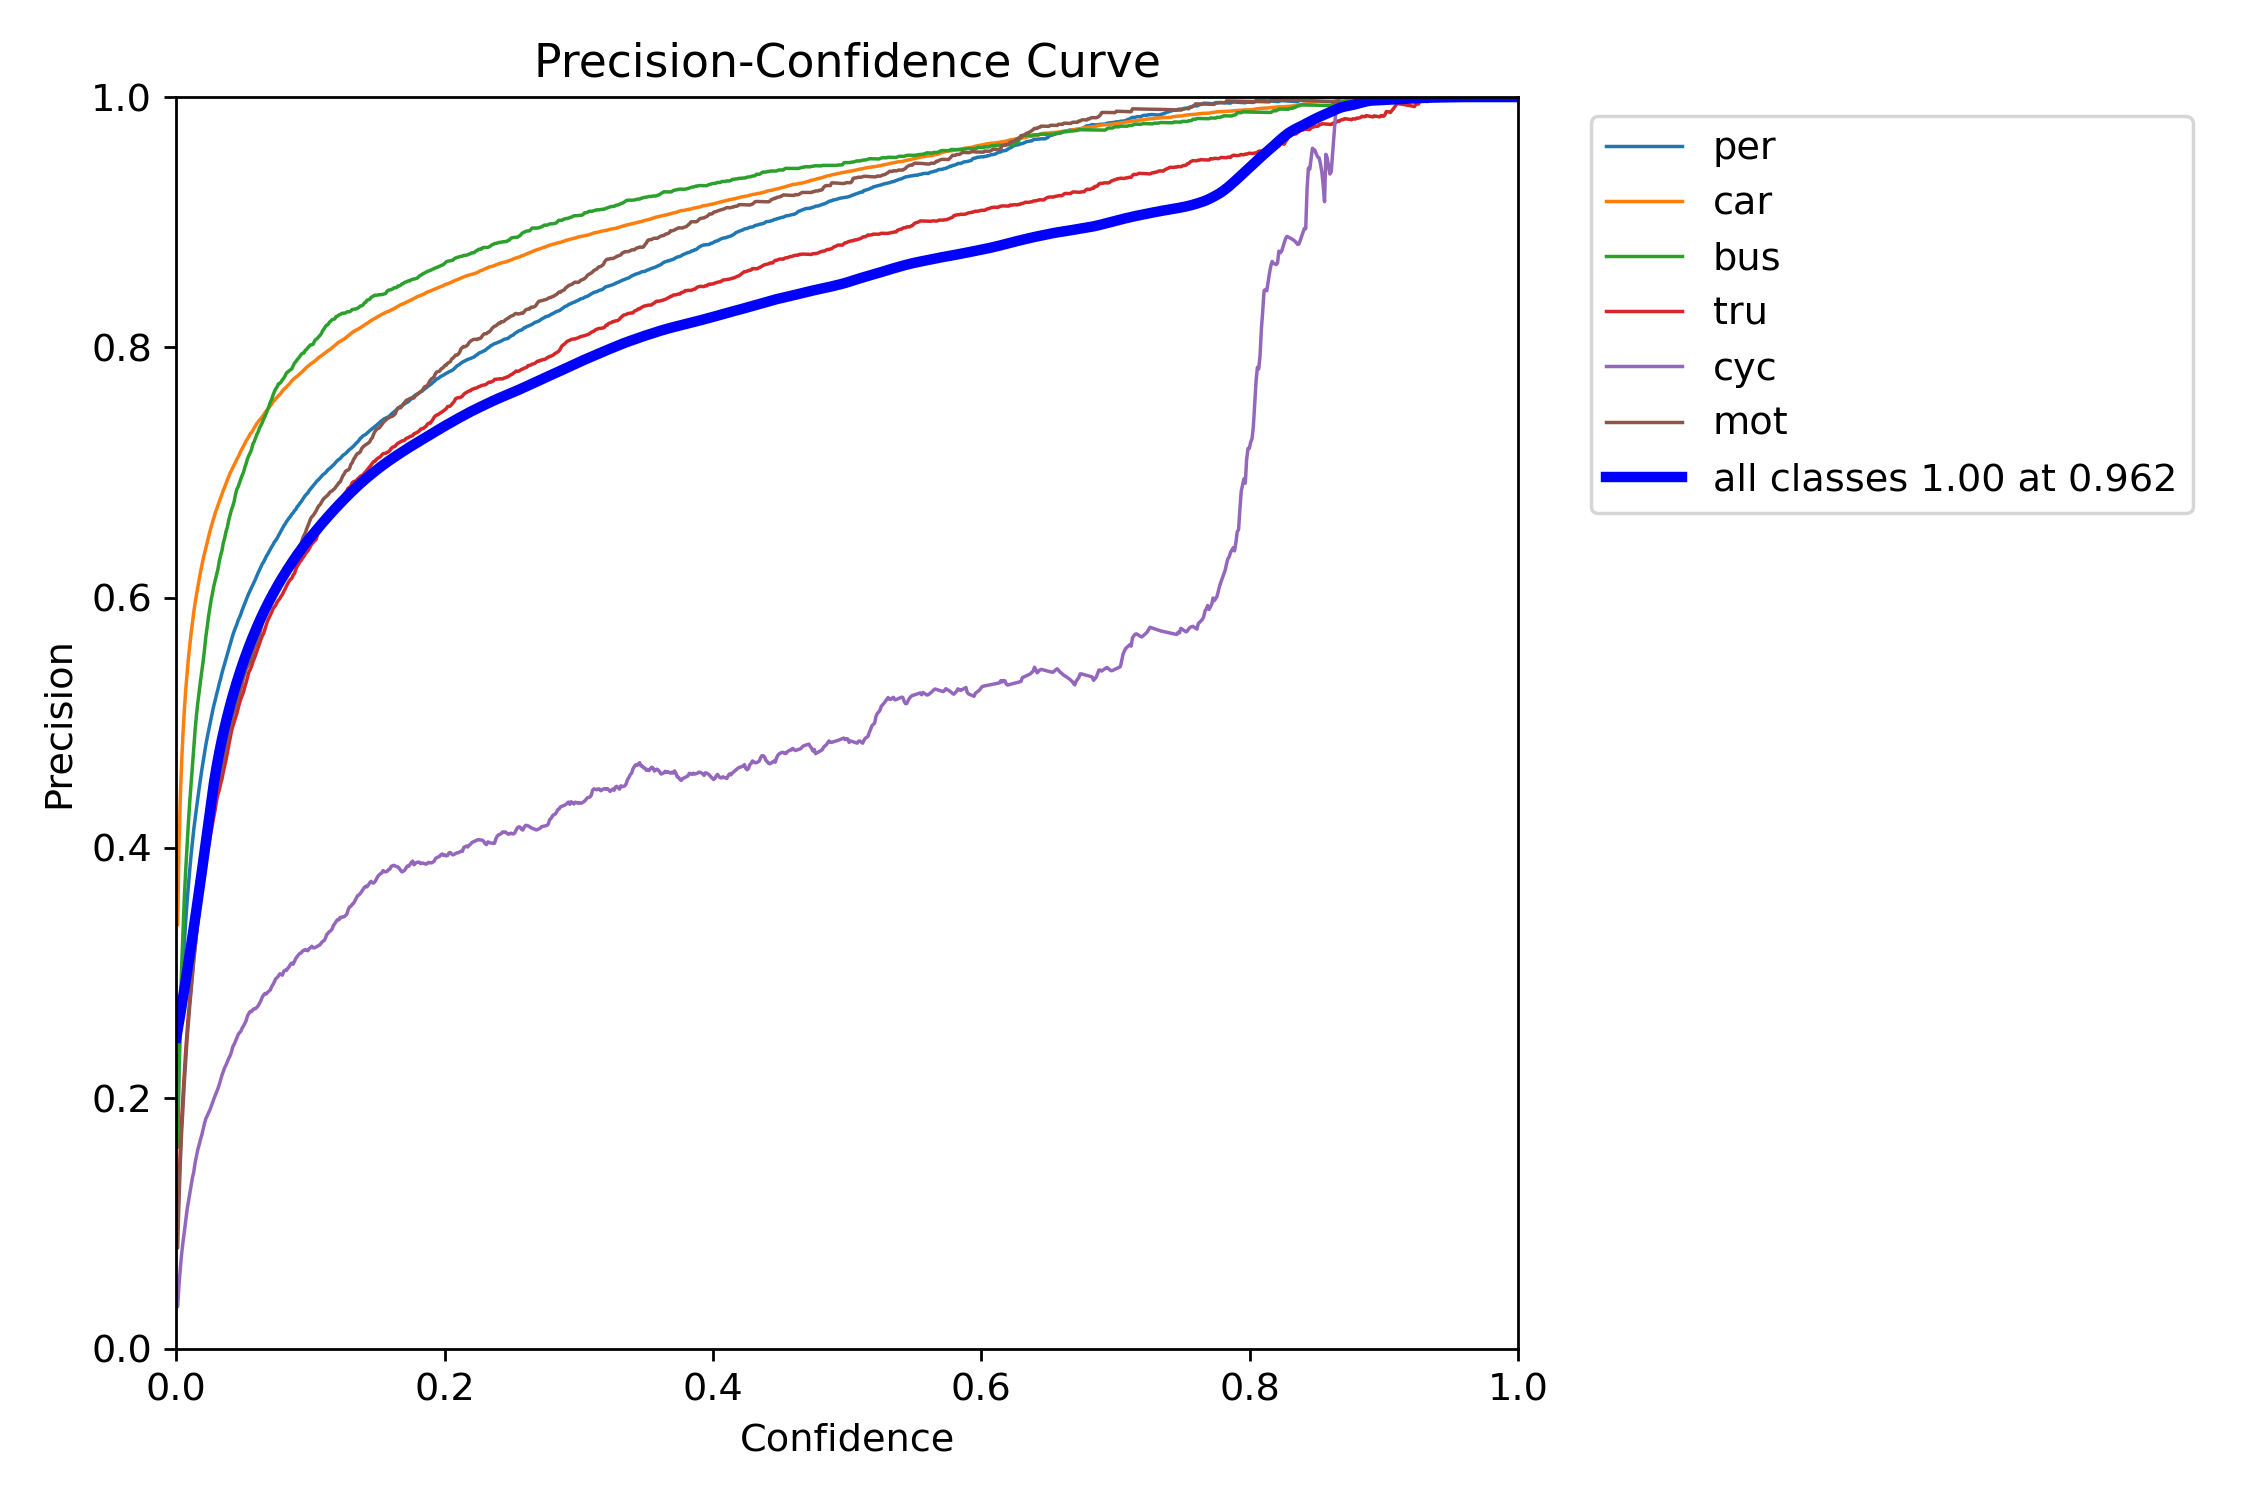 Precision-Confidence Curve
1.0
0.8
0.6
0.4
0.2
0.0
Precision
0.0 0.2 0.4 0.6 0.8 1.0
Confidence
per
car
bus
tru
cyc
mot
all classes 1.00 at 0.962